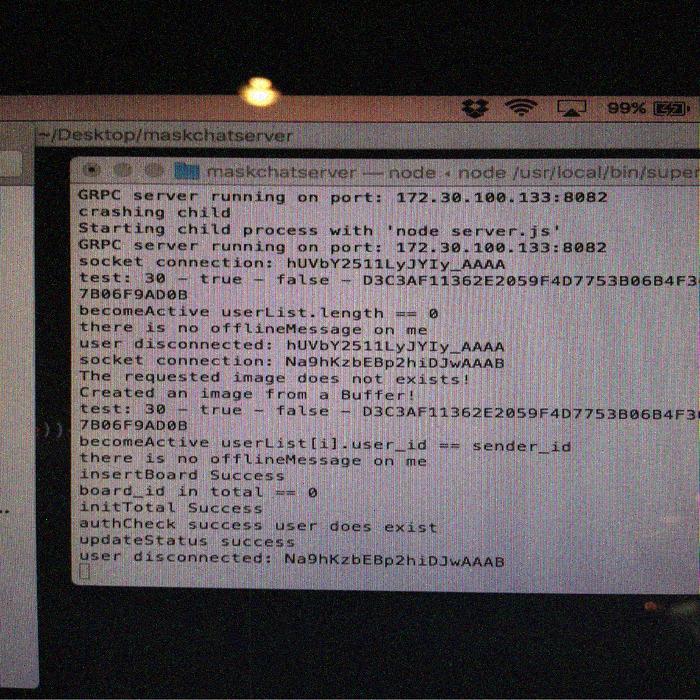 99%
~/Desktop/maskchatserver
maskchatserver — node • node /usr/local/bin/super
GRPC server running on port: 172.30.100.133:8082
crashing child
Starting child process with 'node server.js'
GRPC server running on port: 172.30.100.133:8082
socket connection: hUVbY2511LyJYIy_AAAA
test: 30 – true – false – D3C3AF11362E2059F4D7753B06B4F3
7B06F9AD0B
becomeActive userList.length == 0
there is no offlineMessage on me
user disconnected: hUVbY2511LyJYIy_AAAA
socket connection: Na9hKzbEBp2hiDJwAAAB
The requested image does not exists!
Created an image from a Buffer!
test: 30 – true – false – D3C3AF11362E2059F4D7753B06B4F3
7B06F9AD0B
becomeActive userList[i].user_id == sender_id
there is no offlineMessage on me
insertBoard Success
board_id in total == 0
initTotal Success
authCheck success user does exist
updateStatus success
user disconnected: Na9hKzbEBp2hiDJwAAAB